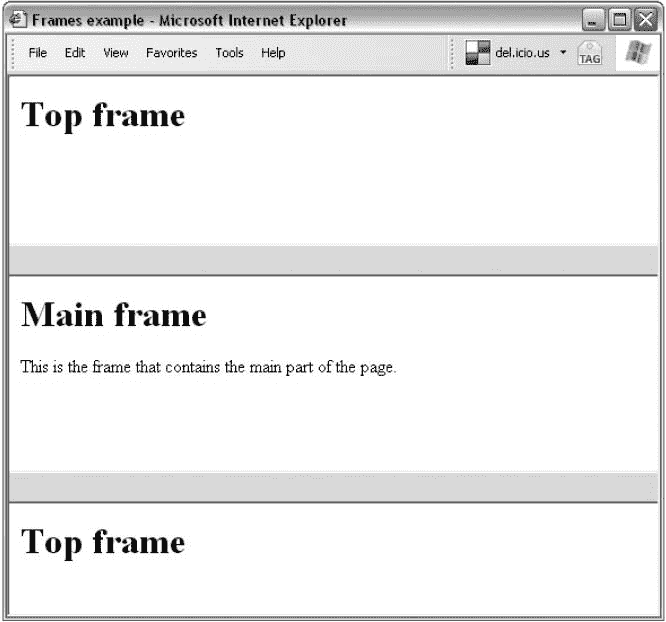 Frames example - Microsoft Internet Explorer
File Edit View Favorites Tools Help del.icio.us TAG
Top frame
Main frame
This is the frame that contains the main part of the page.
Top frame